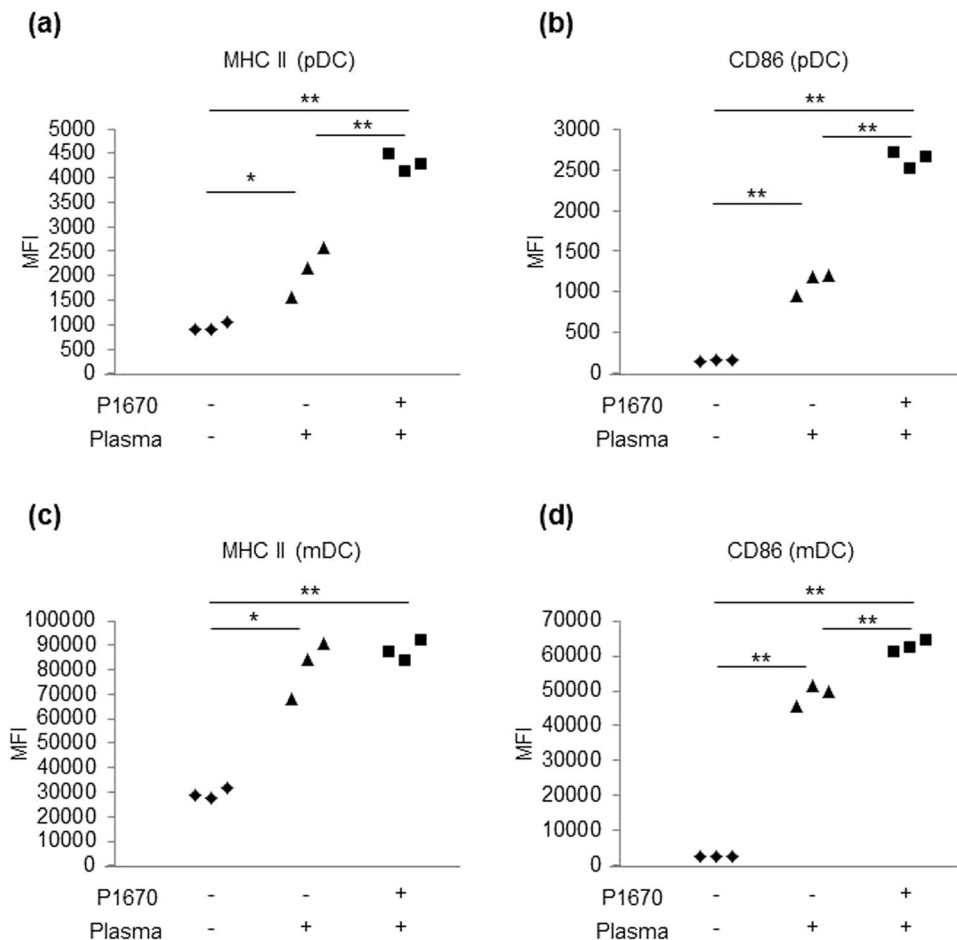 (a)
MHC II (pDC)
**
**
*
5000
4500
4000
3500
3000
2500
2000
1500
1000
500
0
MFI
P1670 - - +
Plasma - + +
(b)
CD86 (pDC)
**
**
**
3000
2500
2000
1500
1000
500
0
MFI
P1670 - - +
Plasma - + +
(c)
MHC II (mDC)
**
*
100000
90000
80000
70000
60000
50000
40000
30000
20000
10000
0
MFI
P1670 - - +
Plasma - + +
(d)
CD86 (mDC)
**
**
**
70000
60000
50000
40000
30000
20000
10000
0
MFI
P1670 - - +
Plasma - + +